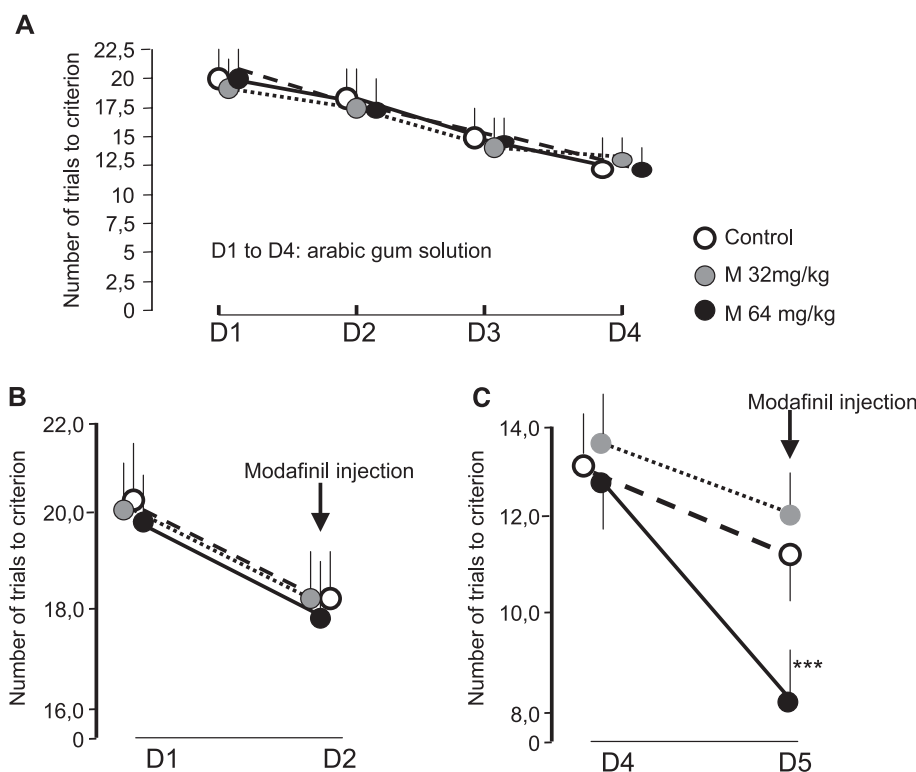 A
Number of trials to criterion
22,5
20
17,5
15
12,5
10
7,5
5
2,5
0
D1 to D4: arabic gum solution
D1
D2
D3
D4
Control
M 32mg/kg
M 64 mg/kg
B
Number of trials to criterion
22,0
20,0
18,0
16,0
0
Modafinil injection
D1
D2
C
Number of trials to criterion
14,0
12,0
10,0
8,0
0
Modafinil injection
***
D4
D5